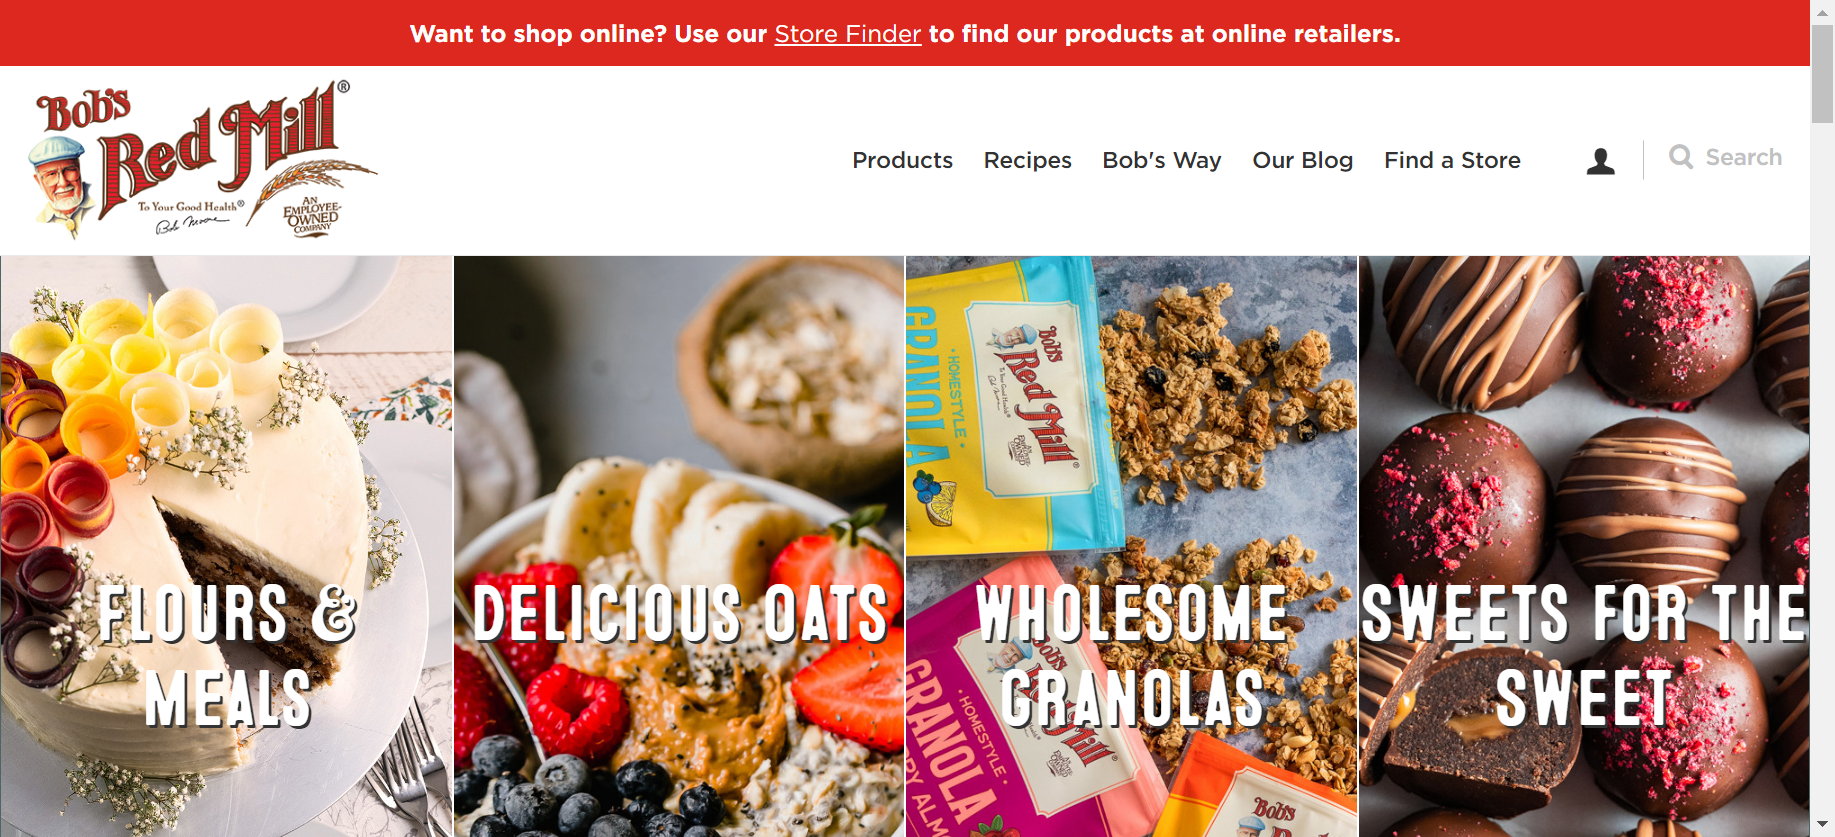 Want to shop online? Use our Store Finder to find our products at online retailers.
Bob's
Red Mill®
To Your Good Health®
Bob Moore
AN
EMPLOYEE-
OWNED
COMPANY
Products Recipes Bob's Way Our Blog Find a Store Search
FLOURS &
MEALS
DELICIOUS OATS
WHOLESOME
GRANOLAS
SWEETS FOR THE
SWEET
GRANOLA
• HOMESTYLE •
Bob's
Red Mill®
GRANOLA
• HOMESTYLE •
Bob's
Red Mill®
Bob's